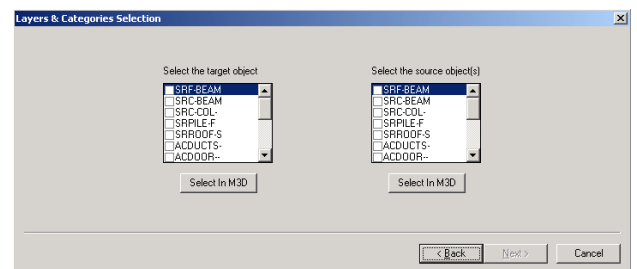 Layers & Categories Selection
Select the target object
SRF-BEAM
SRC-BEAM
SRC-COL-
SRPILE-F
SRROOF-S
ACDUCTS-
ACDOOR--
Select In M3D
Select the source object(s)
SRF-BEAM
SRC-BEAM
SRC-COL-
SRPILE-F
SRROOF-S
ACDUCTS-
ACDOOR--
Select In M3D
< Back
Next >
Cancel